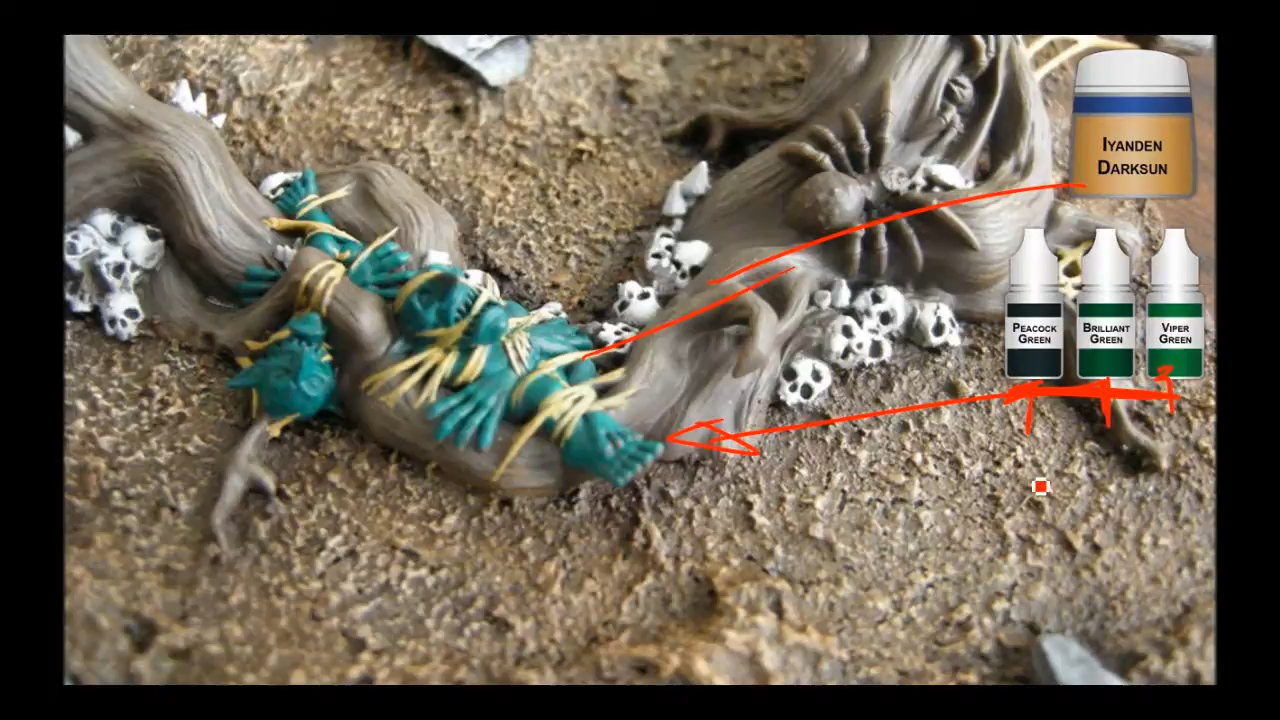 IYANDEN
DARKSUN
PEACOCK
GREEN
BRILLIANT
GREEN
VIPER
GREEN